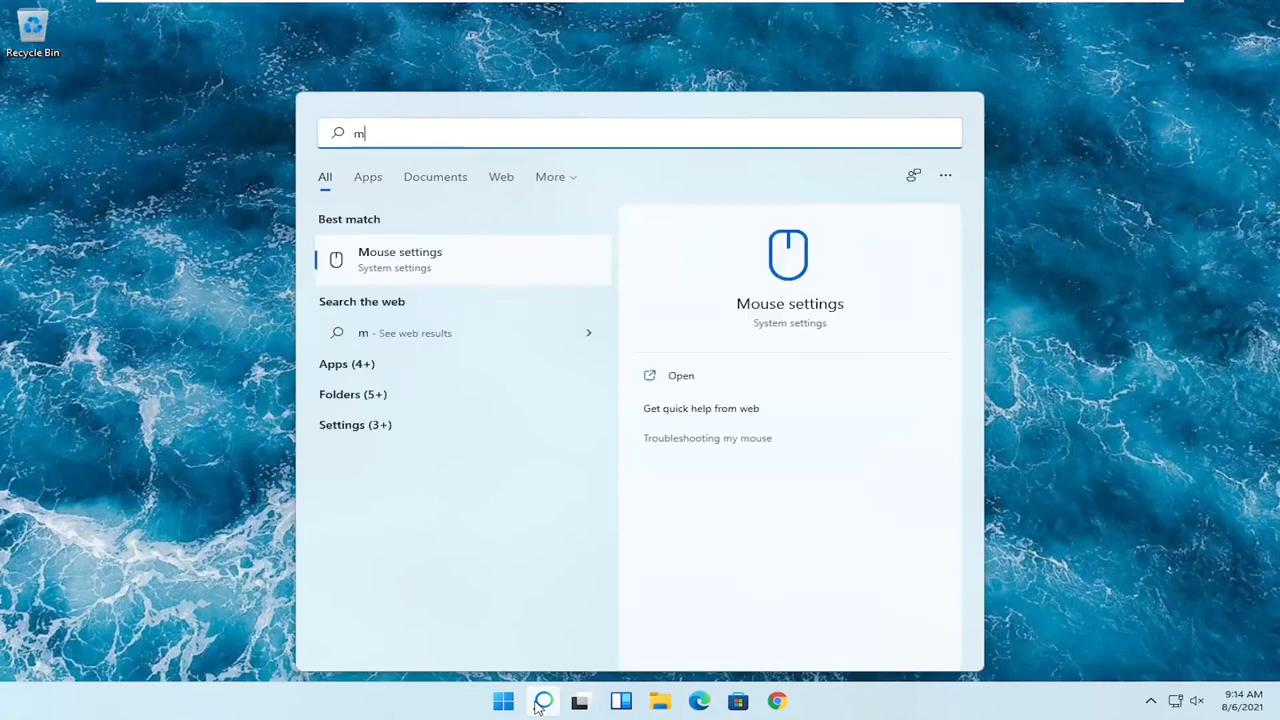 Recycle Bin
m
All Apps Documents Web More
Best match
Mouse settings
System settings
Search the web
m - See web results
Apps (4+)
Folders (5+)
Settings (3+)
Mouse settings
System settings
Open
Get quick help from web
Troubleshooting my mouse
9:14 AM
8/6/2021